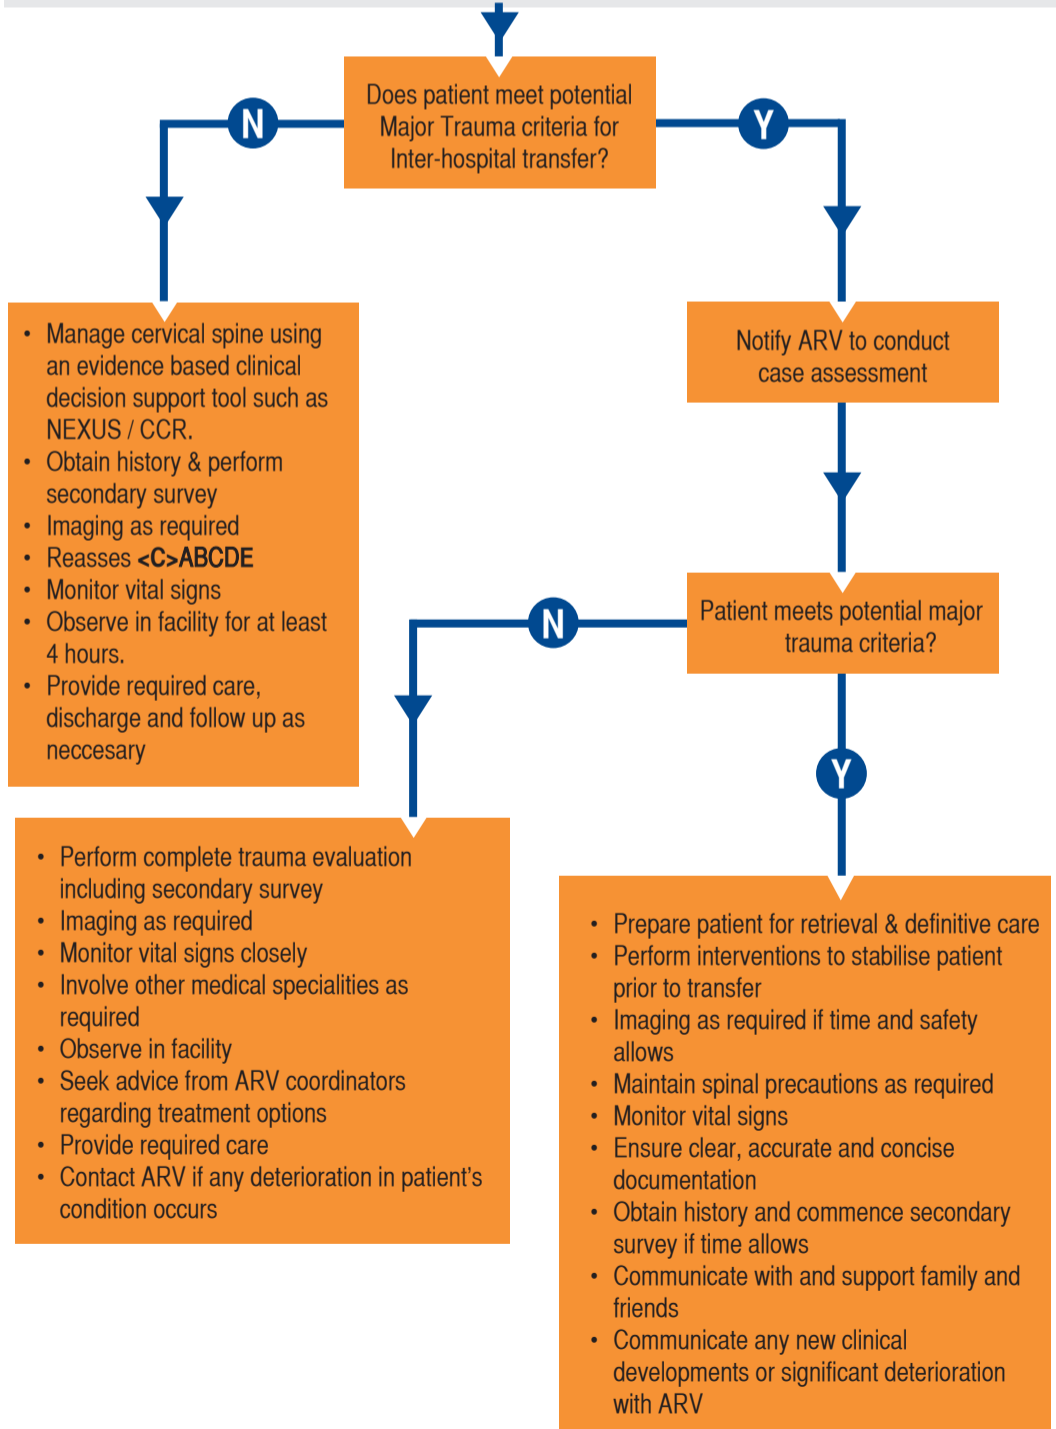 Does patient meet potential
Major Trauma criteria for
Inter-hospital transfer?
N
Y
• Manage cervical spine using
an evidence based clinical
decision support tool such as
NEXUS / CCR.
• Obtain history & perform
secondary survey
• Imaging as required
• Reasses <C>ABCDE
• Monitor vital signs
• Observe in facility for at least
4 hours.
• Provide required care,
discharge and follow up as
neccesary
Notify ARV to conduct
case assessment
Patient meets potential major
trauma criteria?
N
Y
• Perform complete trauma evaluation
including secondary survey
• Imaging as required
• Monitor vital signs closely
• Involve other medical specialities as
required
• Observe in facility
• Seek advice from ARV coordinators
regarding treatment options
• Provide required care
• Contact ARV if any deterioration in patient's
condition occurs
• Prepare patient for retrieval & definitive care
• Perform interventions to stabilise patient
prior to transfer
• Imaging as required if time and safety
allows
• Maintain spinal precautions as required
• Monitor vital signs
• Ensure clear, accurate and concise
documentation
• Obtain history and commence secondary
survey if time allows
• Communicate with and support family and
friends
• Communicate any new clinical
developments or significant deterioration
with ARV